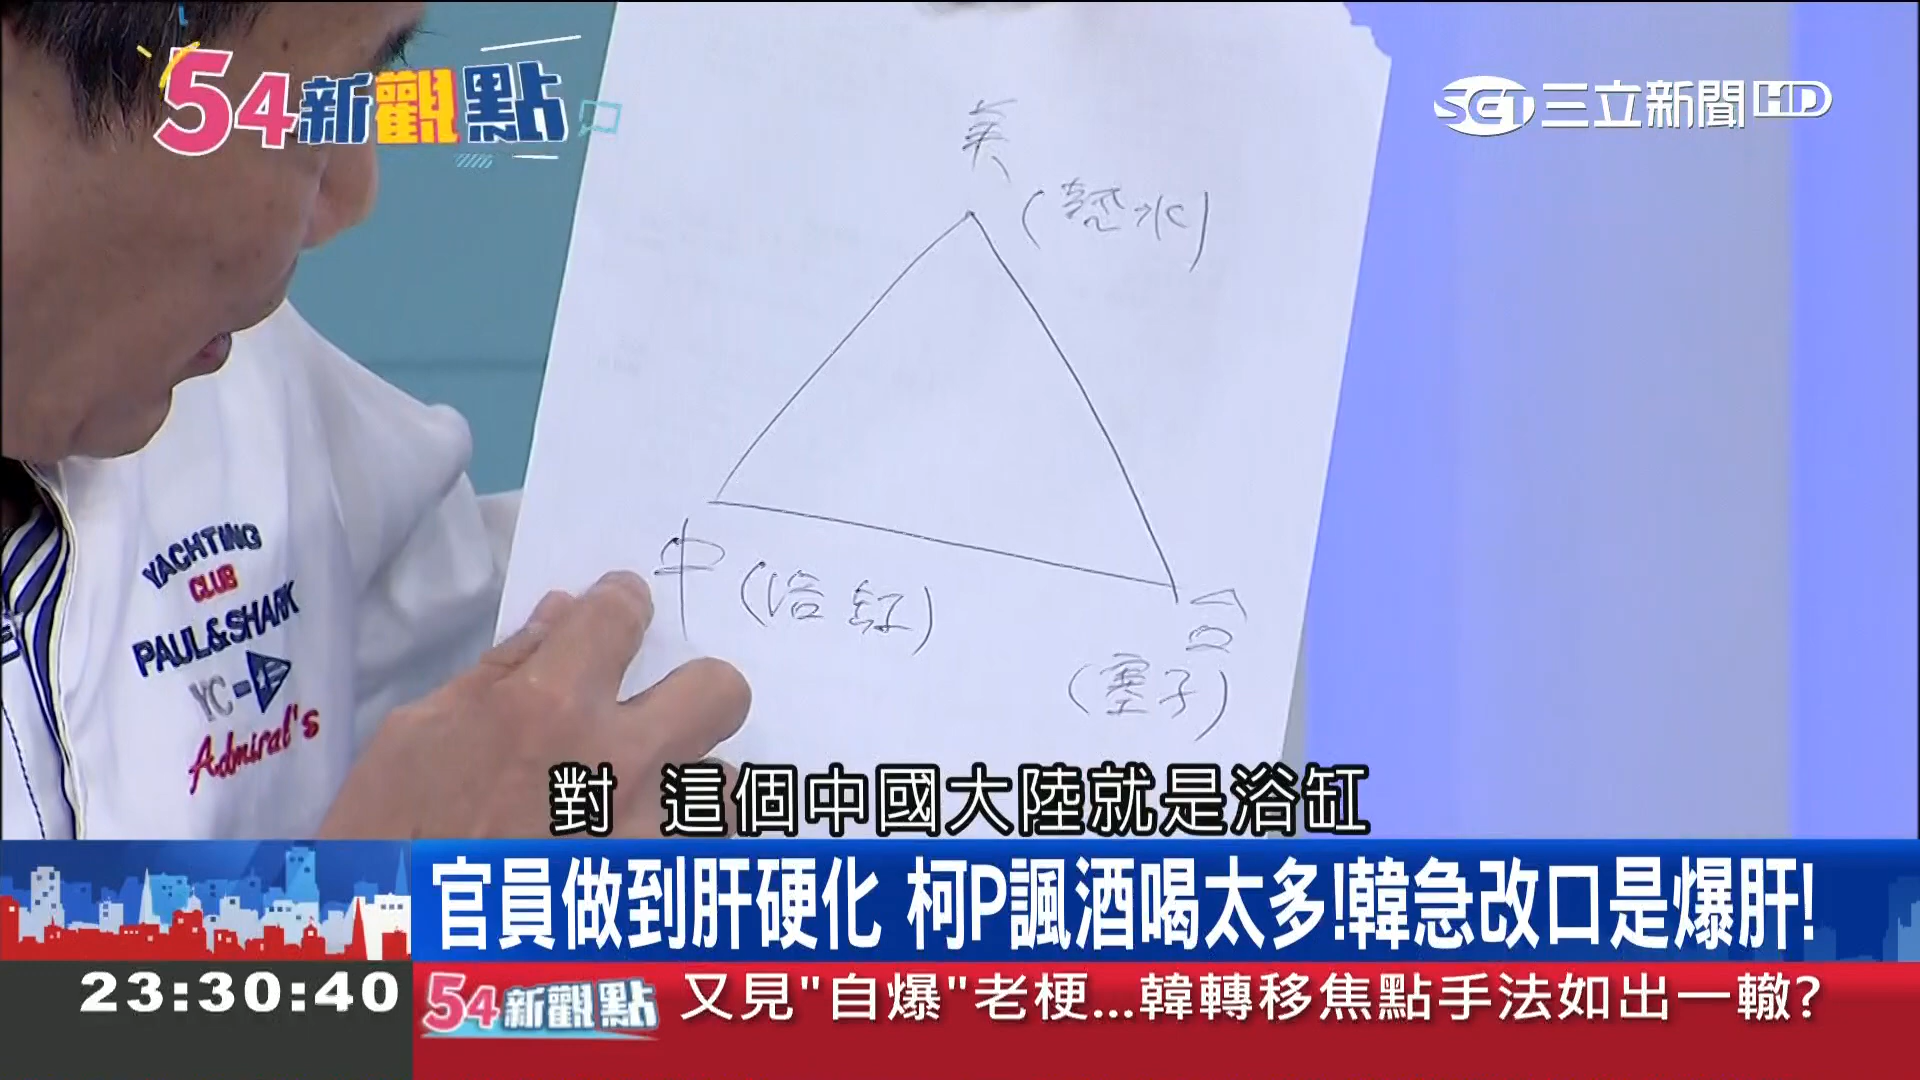 54新觀點
SET三立新聞HD
美
(熱水)
中
(浴缸)
台
(塞子)
YACHTING
CLUB
PAUL&SHARK
YC-
Admiral's
對 這個中國大陸就是浴缸
官員做到肝硬化 柯P諷酒喝太多!韓急改口是爆肝!
23:30:40
54新觀點
又見"自爆"老梗...韓轉移焦點手法如出一轍?